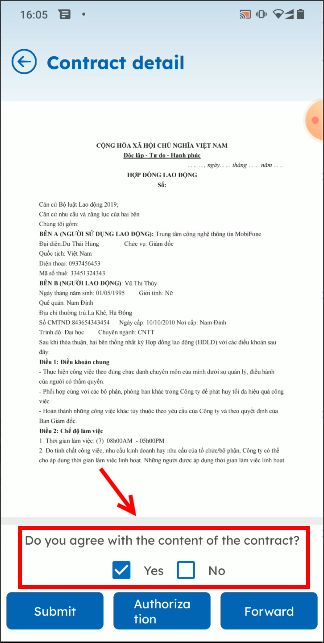 16:05
Contract detail
CỘNG HÒA XÃ HỘI CHỦ NGHĨA VIỆT NAM
Độc lập - Tự do - Hạnh phúc
........, ngày...... tháng ...... năm ......
HỢP ĐỒNG LAO ĐỘNG
Số:
Căn cứ Bộ luật Lao động 2019;
Căn cứ nhu cầu và năng lực của hai bên
Chúng tôi gồm:
BÊN A (NGƯỜI SỬ DỤNG LAO ĐỘNG): Trung tâm công nghệ thông tin MobiFone
Đại diện:Du Thái Hung Chức vụ: Giám đốc
Quốc tịch: Việt Nam
Điện thoại: 0937456453
Mã số thuế: 33451324343
BÊN B (NGƯỜI LAO ĐỘNG): Vũ Thị Thúy
Ngày tháng năm sinh: 01/05/1995 Giới tính: Nữ
Quê quán: Nam Định
Địa chỉ thường trú:La Khê, Hà Đông
Số CMTND:843654343454 Ngày cấp: 10/10/2010 Nơi cấp: Nam Định
Trình độ: Đại học Chuyên ngành: CNTT
Sau khi thỏa thuận, hai bên thống nhất ký Hợp đồng lao động (HĐLĐ) với các điều khoản sau
đây:
Điều 1: Điều khoản chung
- Thực hiện công việc theo đúng chức danh chuyên môn của mình dưới sự quản lý, điều hành
của người có thẩm quyền.
- Phối hợp cùng với các bộ phận, phòng ban khác trong Công ty để phát huy tối đa hiệu quả công
việc.
- Hoàn thành những công việc khác tùy thuộc theo yêu cầu của Công ty và theo quyết định của
Ban Giám đốc
Điều 2: Chế độ làm việc
1. Thời gian làm việc: (7) 08h00AM - 05h00PM
2. Do tính chất công việc, nhu cầu kinh doanh hay nhu cầu của tổ chức/bộ phận, Công ty có thể
cho áp dụng thời gian làm việc linh hoạt. Những người được áp dụng thời gian làm việc linh hoạt
Do you agree with the content of the contract?
Yes No
Submit
Authoriza
tion
Forward